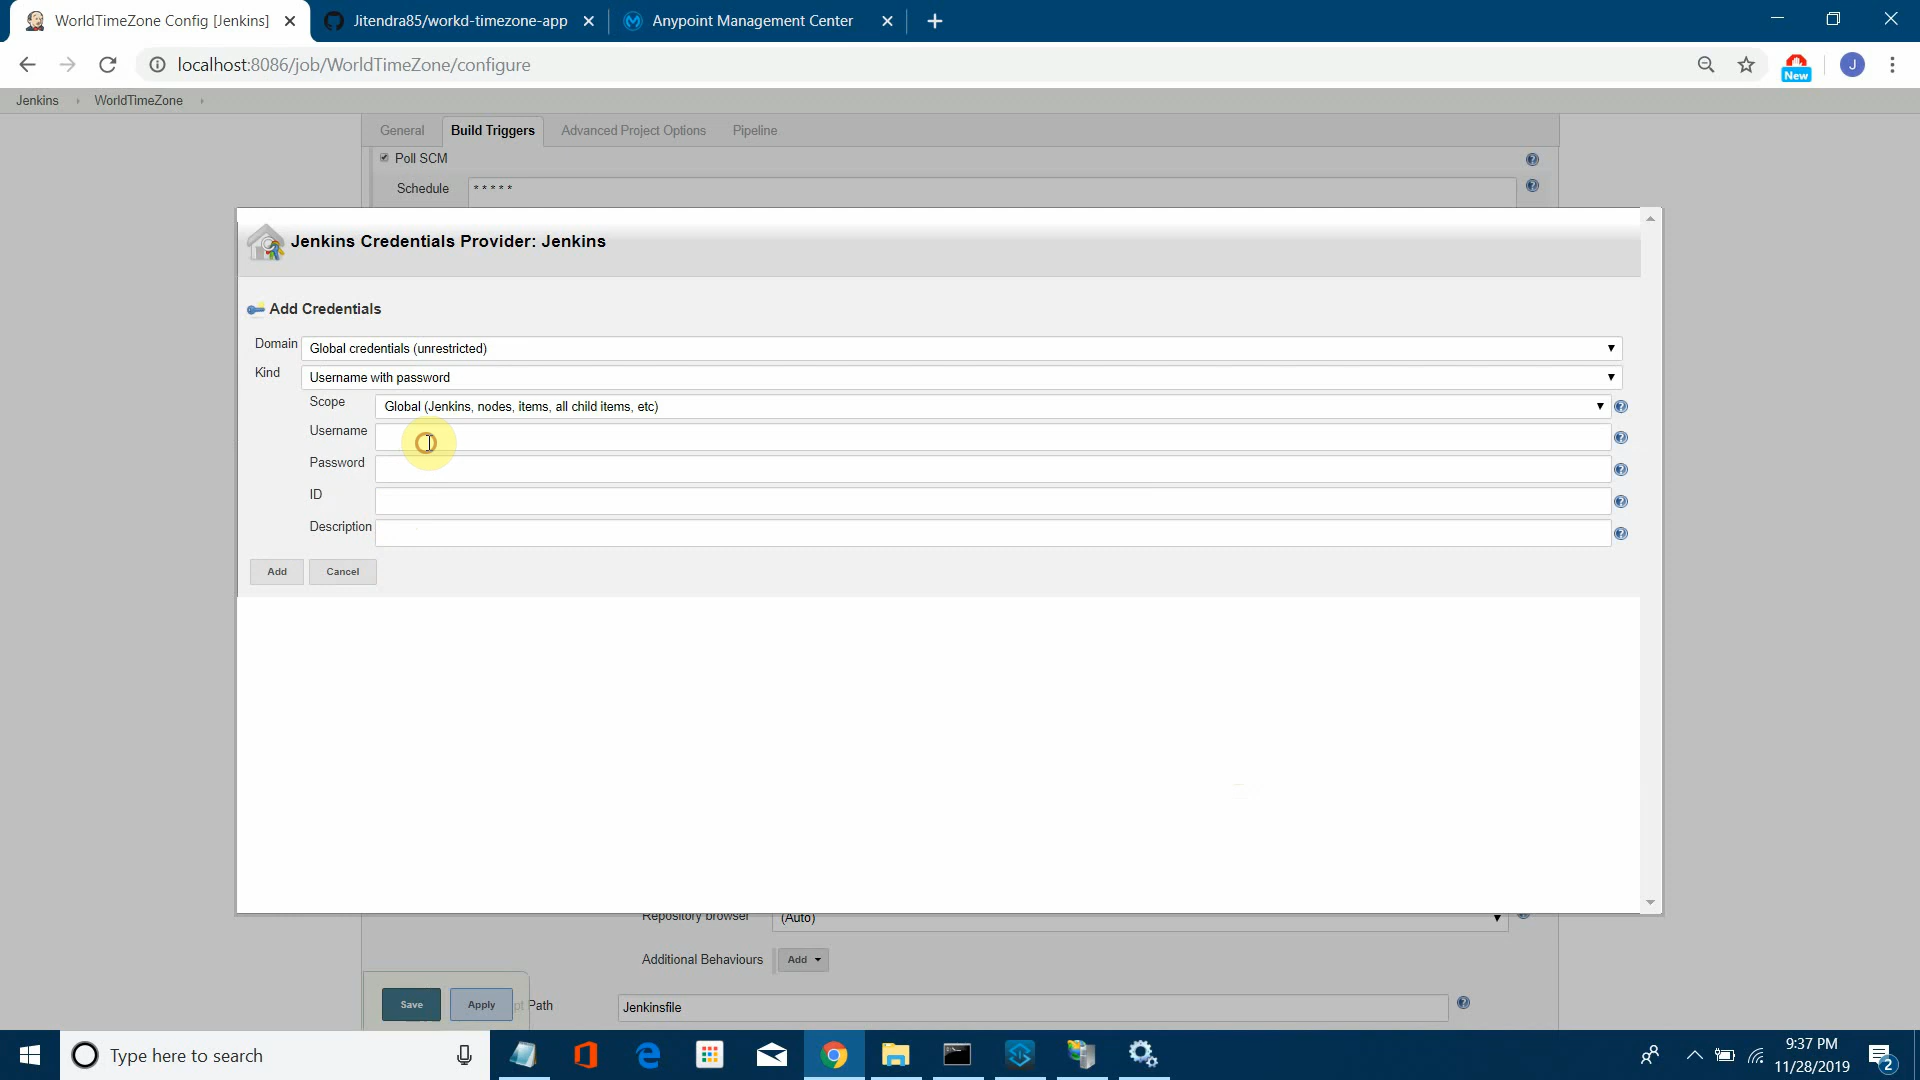 WorldTimeZone Config [Jenkins]
Jitendra85/workd-timezone-app
Anypoint Management Center
localhost:8086/job/WorldTimeZone/configure
New
J
Jenkins
WorldTimeZone
General
Build Triggers
Advanced Project Options
Pipeline
Poll SCM
Schedule
* * * * *
Jenkins Credentials Provider: Jenkins
Add Credentials
Domain
Global credentials (unrestricted)
Kind
Username with password
Scope
Global (Jenkins, nodes, items, all child items, etc)
Username
Password
ID
Description
Add
Cancel
Repository browser
(Auto)
Additional Behaviours
Add
Save
Apply
pt Path
Jenkinsfile
Type here to search
9:37 PM
11/28/2019
2